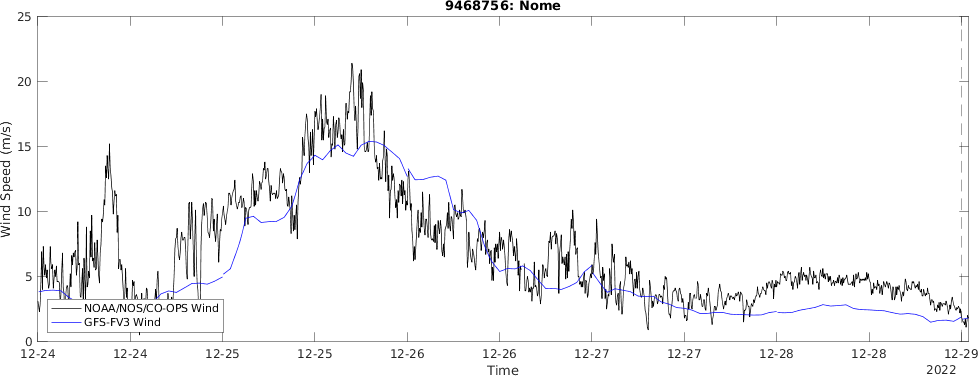 9468756: Nome
25
20
15
10
5
0
Wind Speed (m/s)
NOAA/NOS/CO-OPS Wind
GFS-FV3 Wind
12-24 12-24 12-25 12-25 12-26 12-26 12-27 12-27 12-28 12-28 12-29
Time
2022